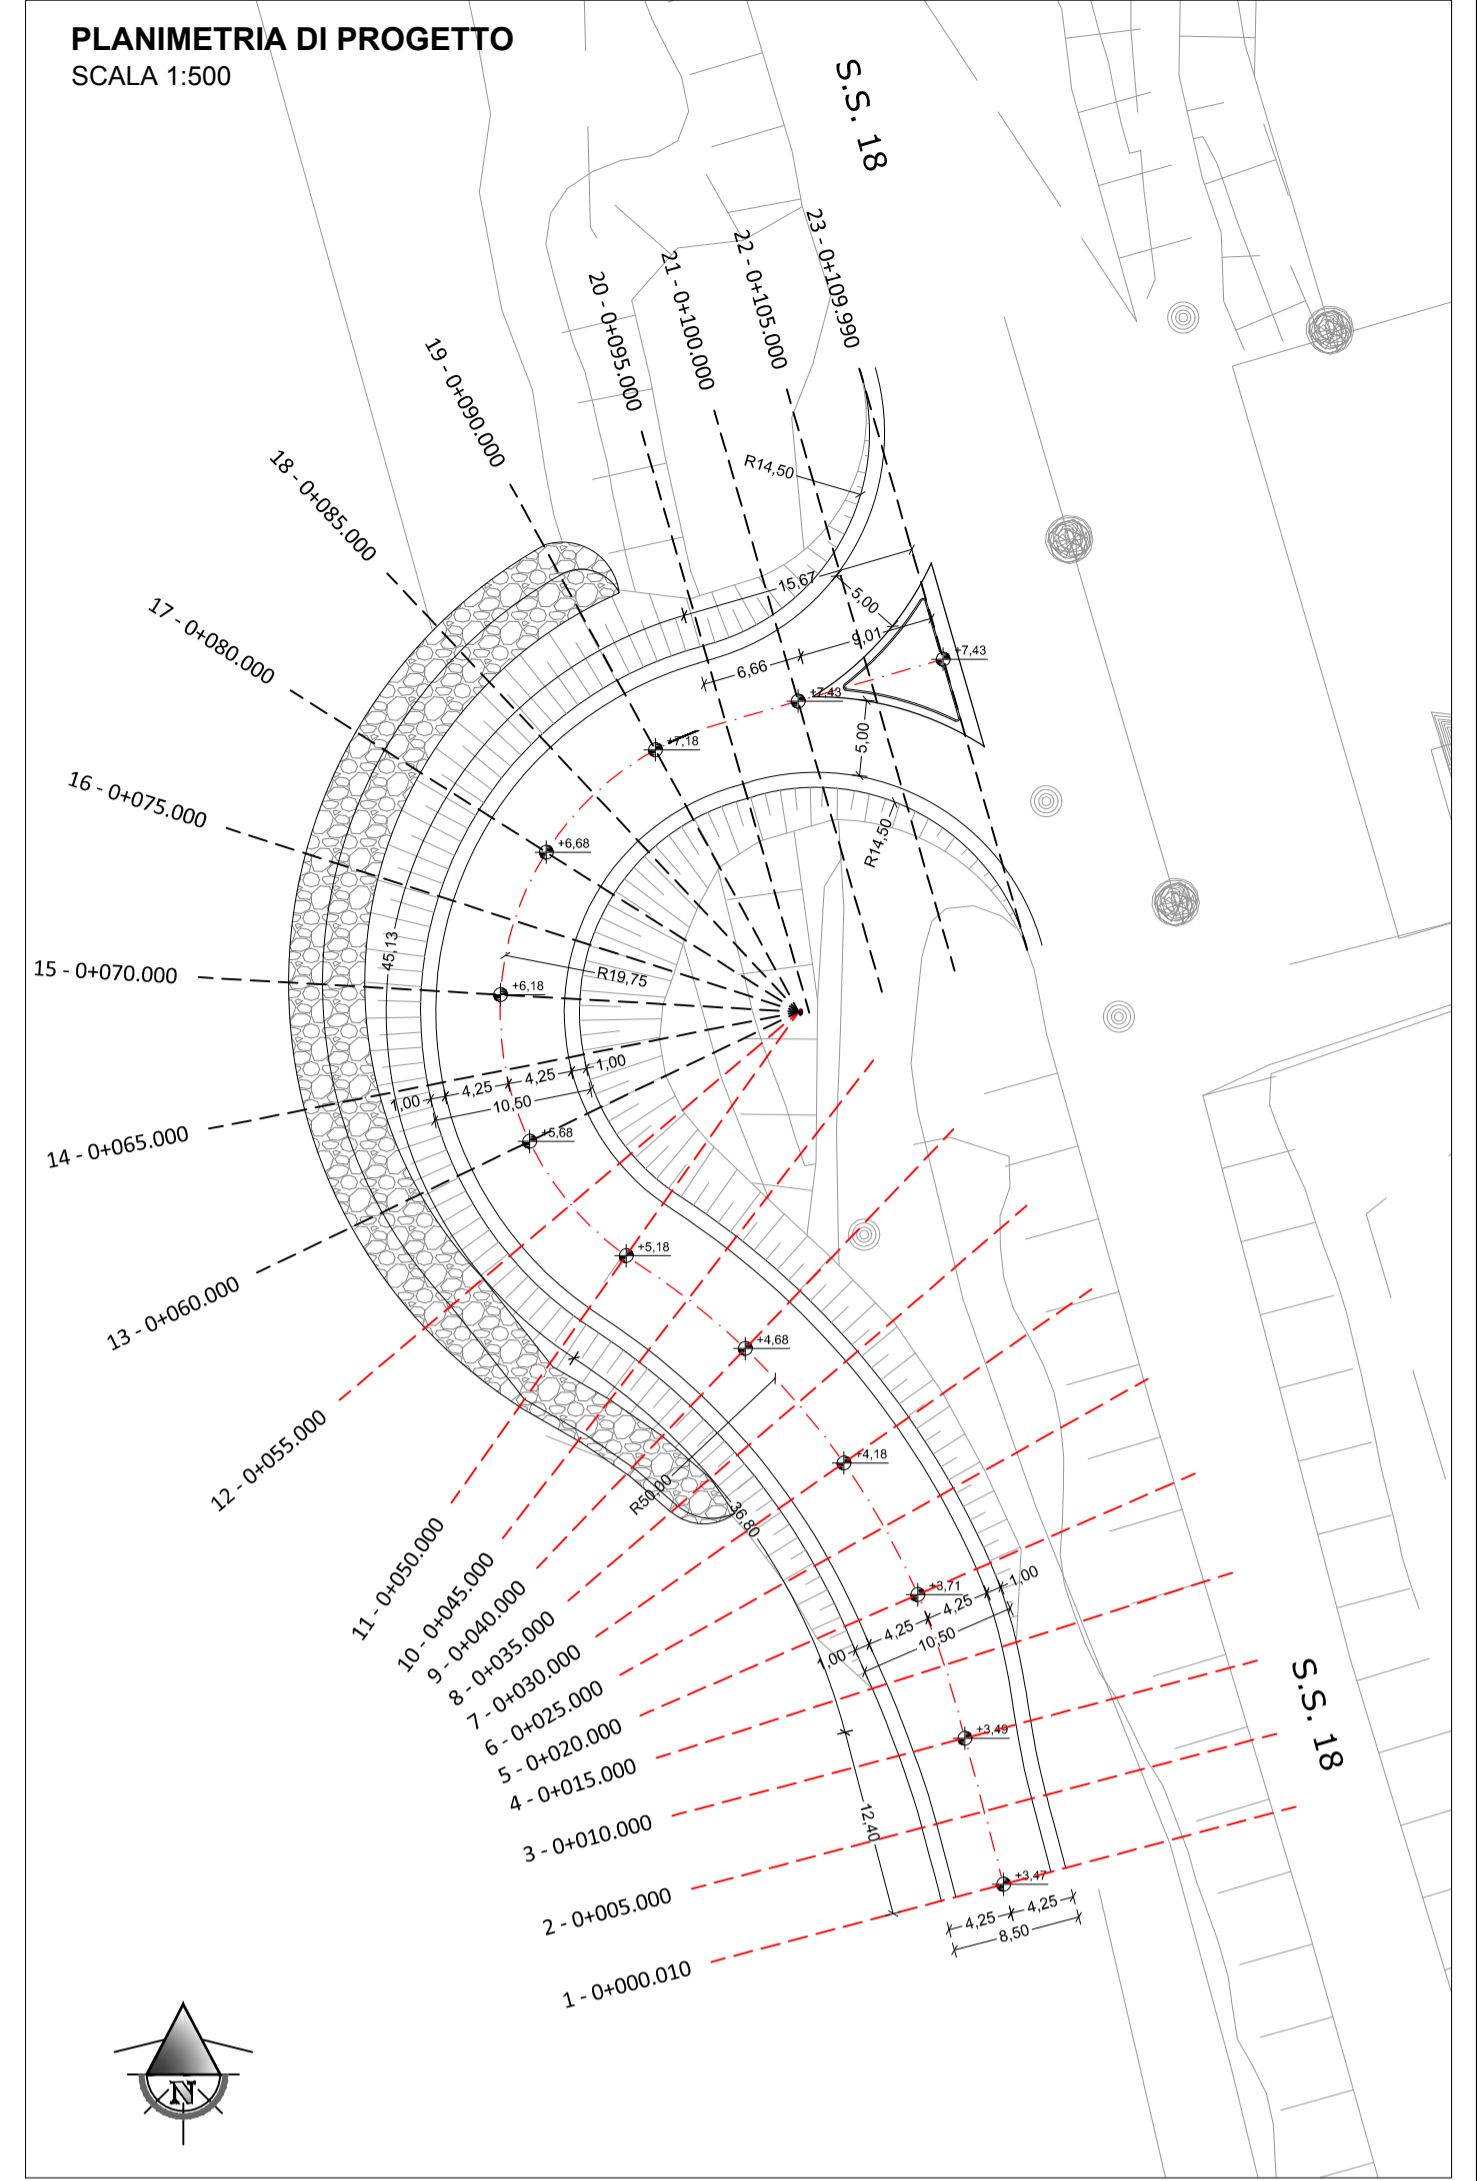 PLANIMETRIA DI PROGETTO
SCALA 1:500
S.S. 18
23 - 0+109.990
22 - 0+105.000
21 - 0+100.000
20 - 0+095.000
19 - 0+090.000
18 - 0+085.000
17 - 0+080.000
16 - 0+075.000
15 - 0+070.000
14 - 0+065.000
13 - 0+060.000
12 - 0+055.000
11 - 0+050.000
10 - 0+045.000
9 - 0+040.000
8 - 0+035.000
7 - 0+030.000
6 - 0+025.000
5 - 0+020.000
4 - 0+015.000
3 - 0+010.000
2 - 0+005.000
1 - 0+000.010
R14,50
15,67
5,00
9,01
6,66
+7,43
+7,43
+7,18
5,00
R14,50
+6,68
45,13
R19,75
+6,18
1,00
4,25
4,25
1,00
10,50
+5,68
+5,18
+4,68
R50,00
+4,18
36,80
+3,71
1,00
4,25
4,25
1,00
10,50
+3,49
12,40
+3,47
4,25
4,25
8,50
S.S. 18
N